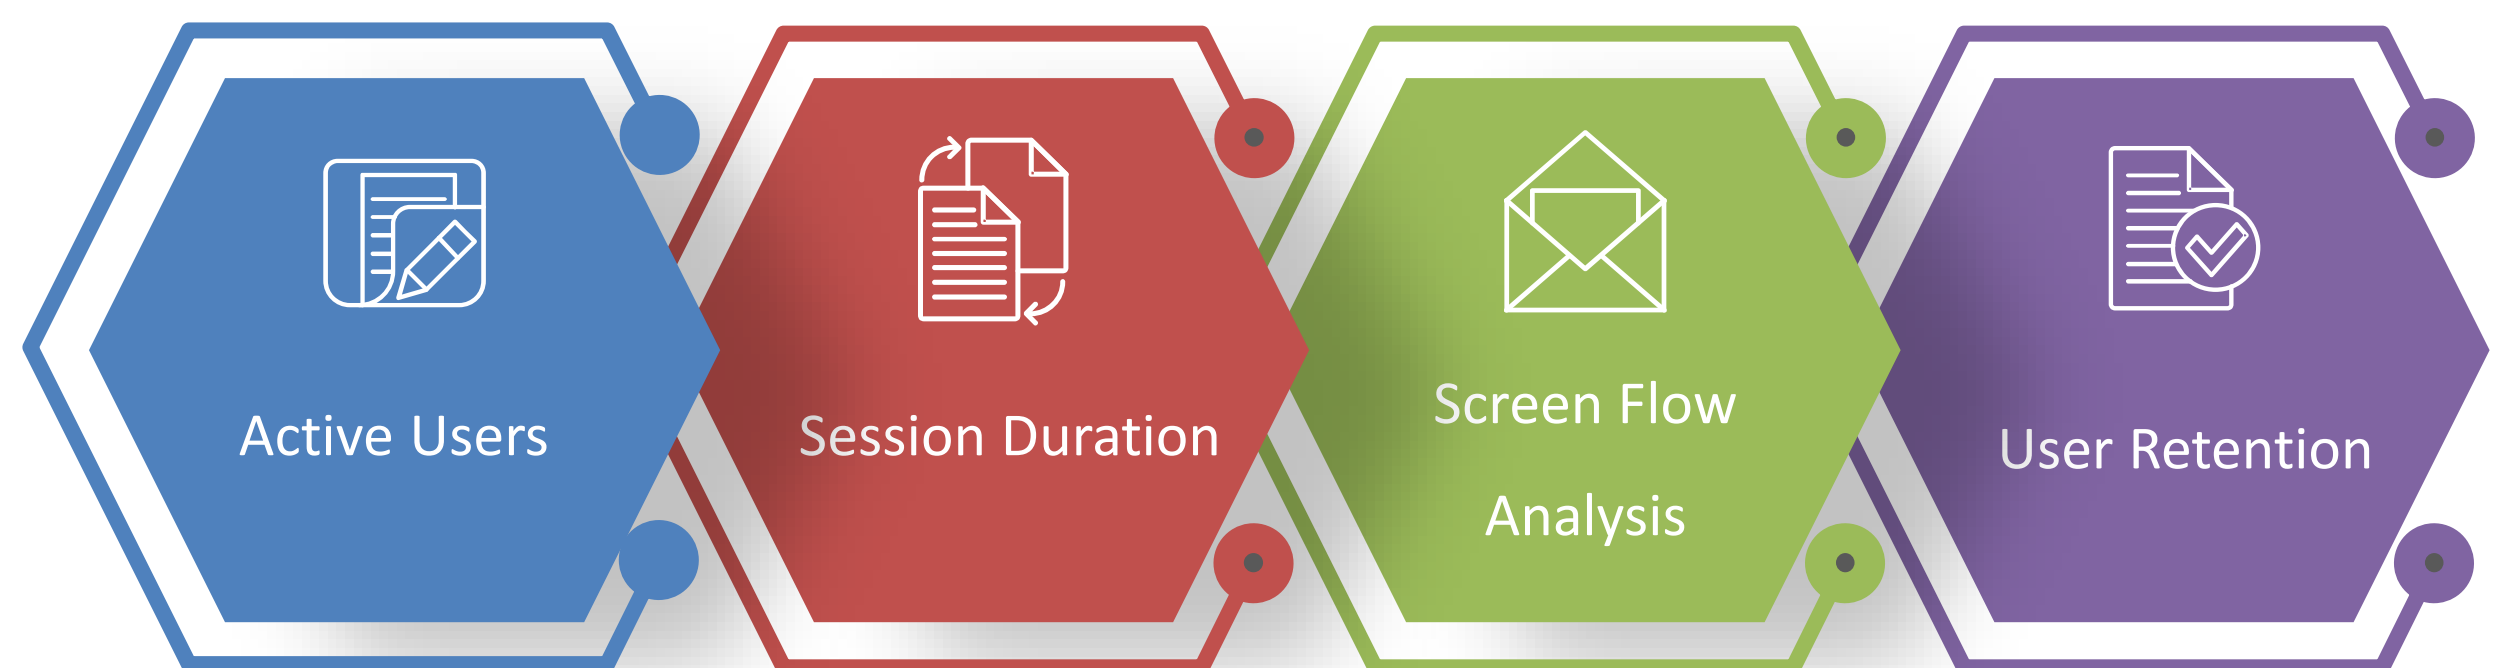 Active Users
Session Duration
Screen Flow
Analysis
User Retention